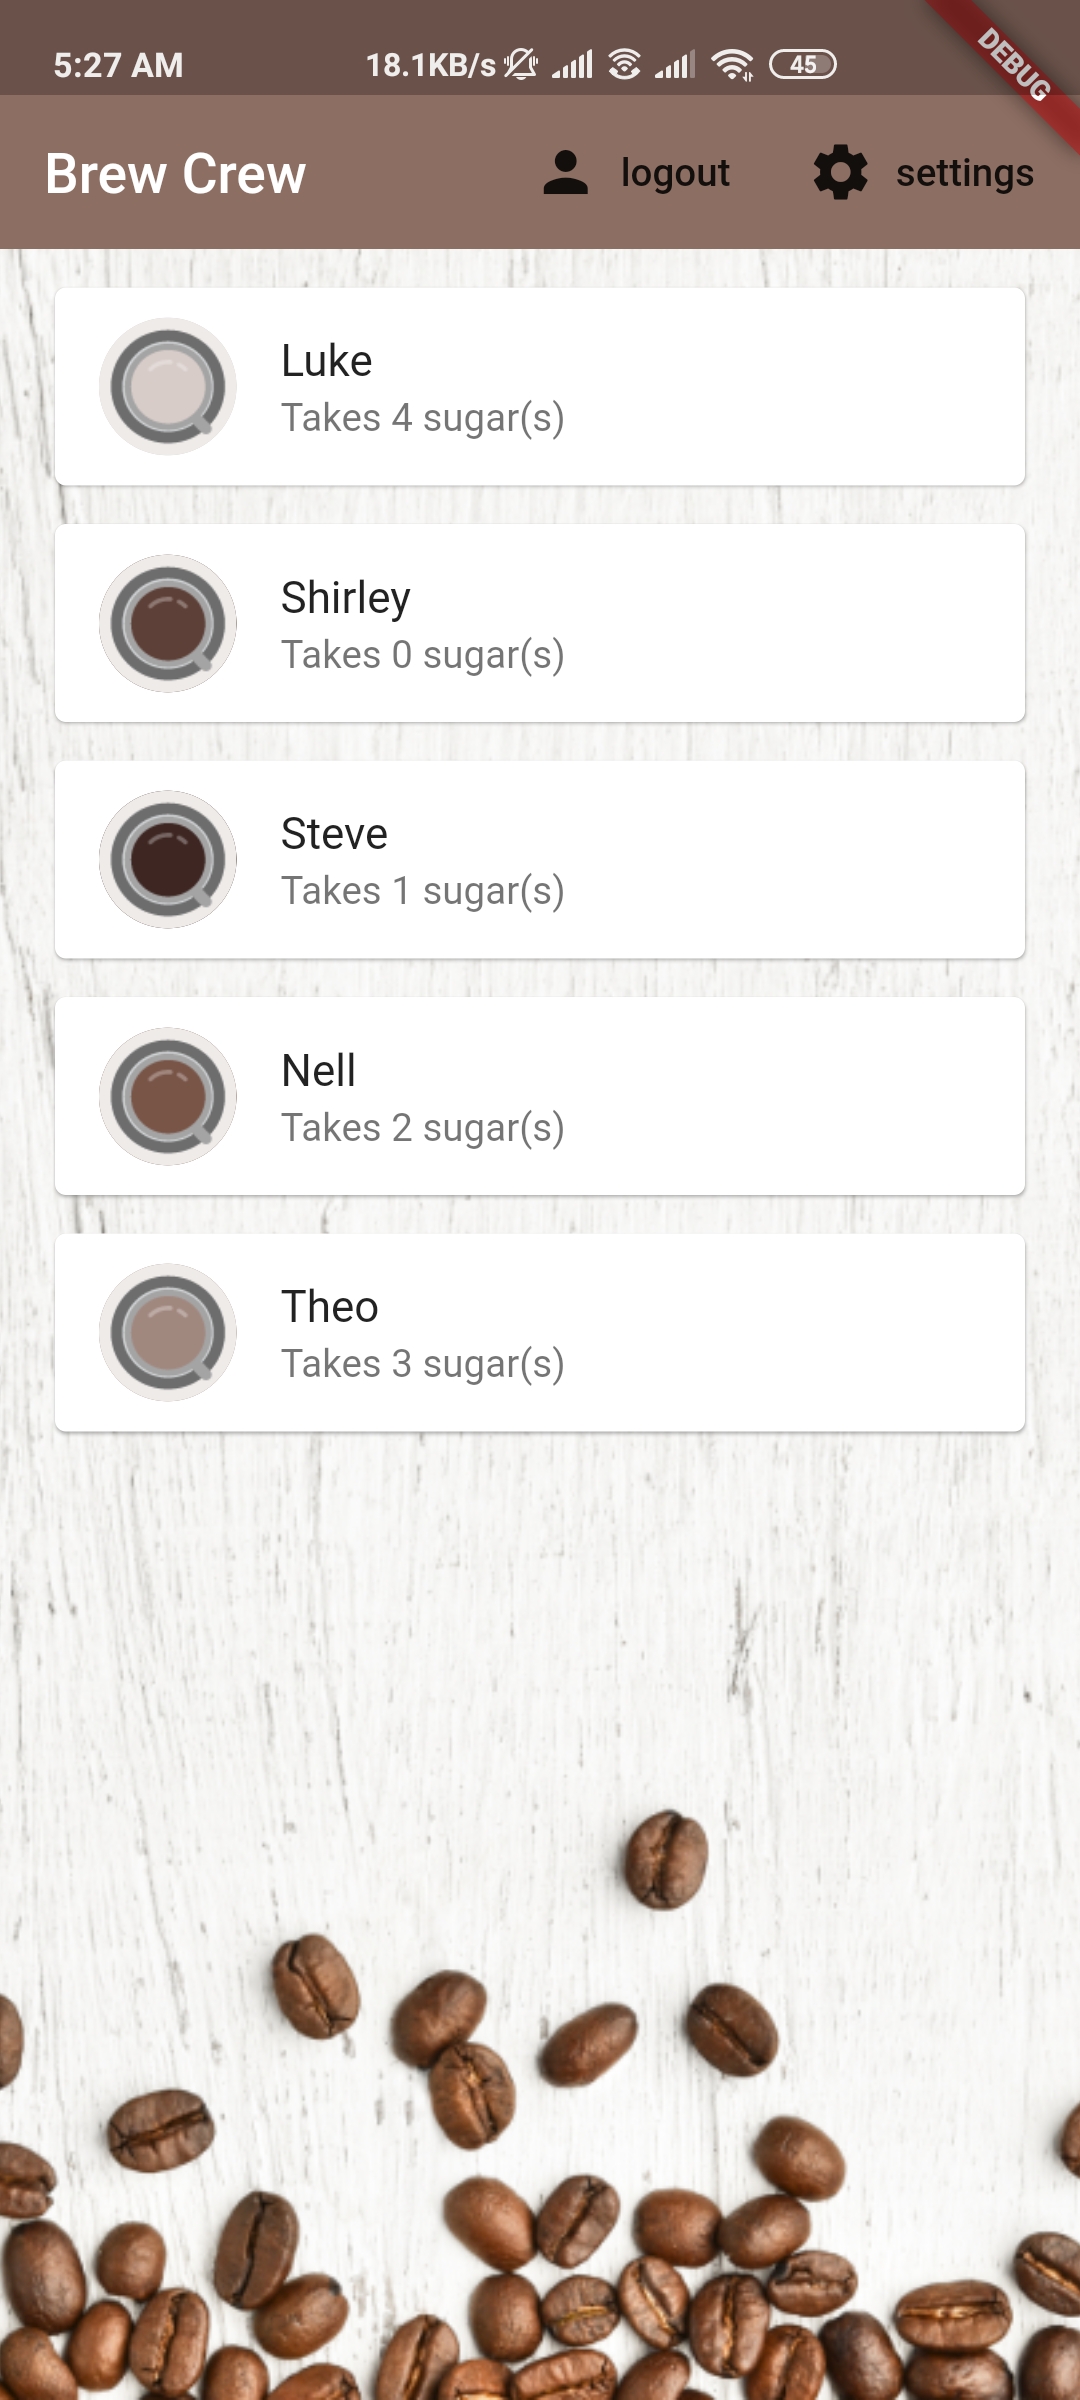 5:27 AM 18.1KB/s 45
DEBUG
Brew Crew logout settings
Luke
Takes 4 sugar(s)
Shirley
Takes 0 sugar(s)
Steve
Takes 1 sugar(s)
Nell
Takes 2 sugar(s)
Theo
Takes 3 sugar(s)